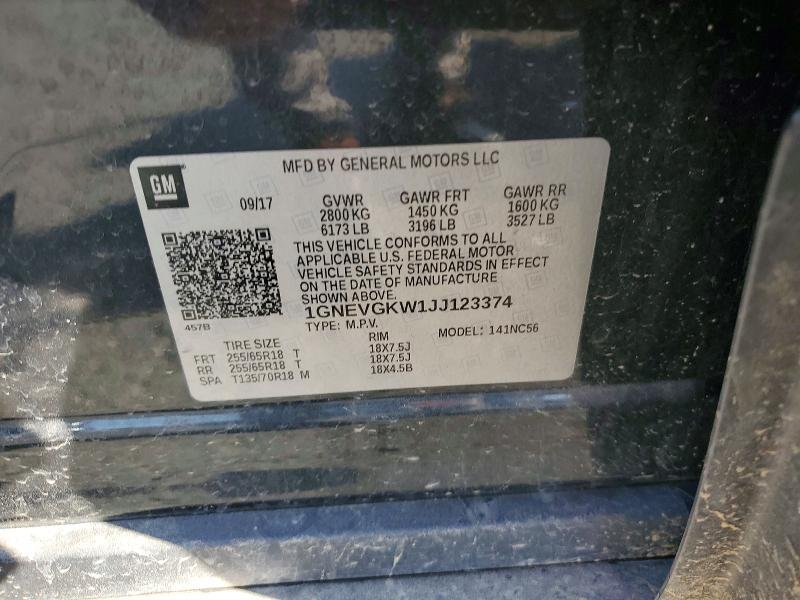 MFD BY GENERAL MOTORS LLC
GM
09/17
GVWR GAWR FRT GAWR RR
2800 KG 1450 KG 1600 KG
6173 LB 3196 LB 3527 LB
THIS VEHICLE CONFORMS TO ALL
APPLICABLE U.S. FEDERAL MOTOR
VEHICLE SAFETY STANDARDS IN EFFECT
ON THE DATE OF MANUFACTURE
SHOWN ABOVE.
457B
1GNEVGKW1JJ123374
TYPE: M.P.V. MODEL: 141NC56
TIRE SIZE RIM
FRT 255/65R18 T 18X7.5J
RR 255/65R18 T 18X7.5J
SPA T135/70R18 M 18X4.5B